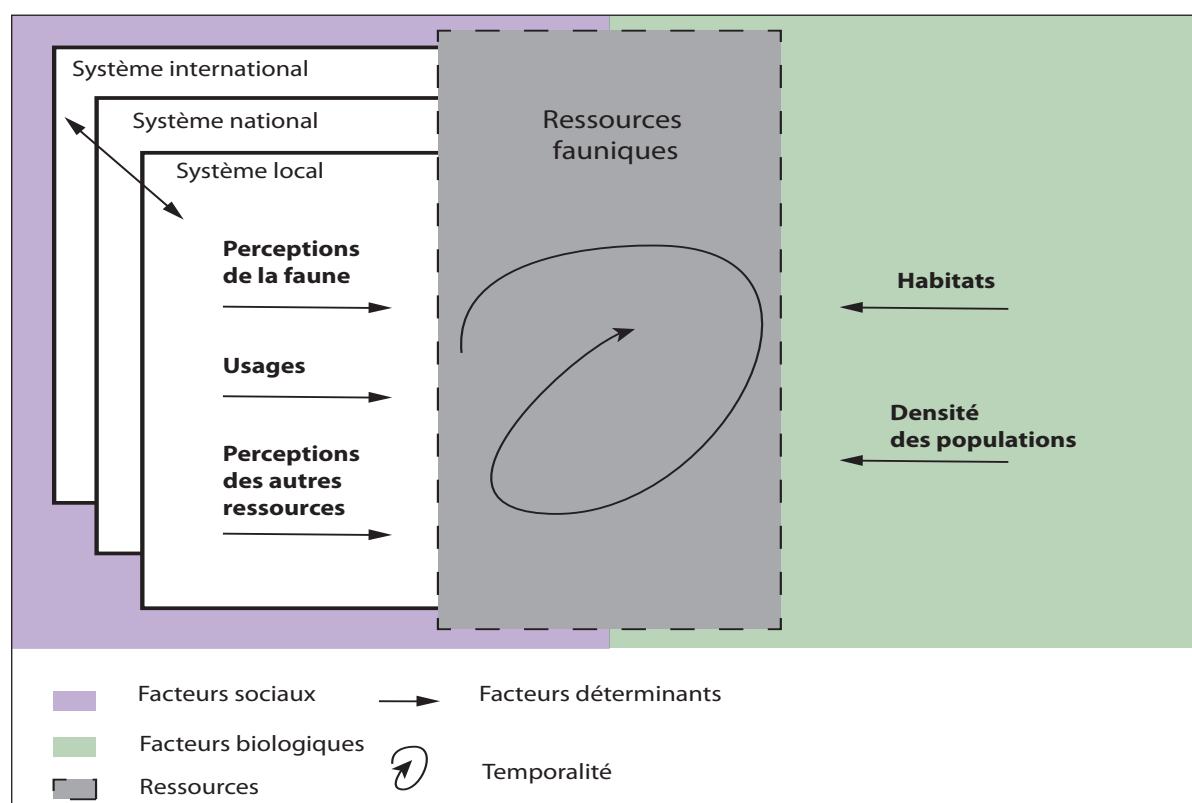 Système international
Système national
Système local
Perceptions
de la faune
Usages
Perceptions
des autres
ressources
Ressources
fauniques
Habitats
Densité
des populations
Facteurs sociaux
Facteurs déterminants
Facteurs biologiques
Temporalité
Ressources